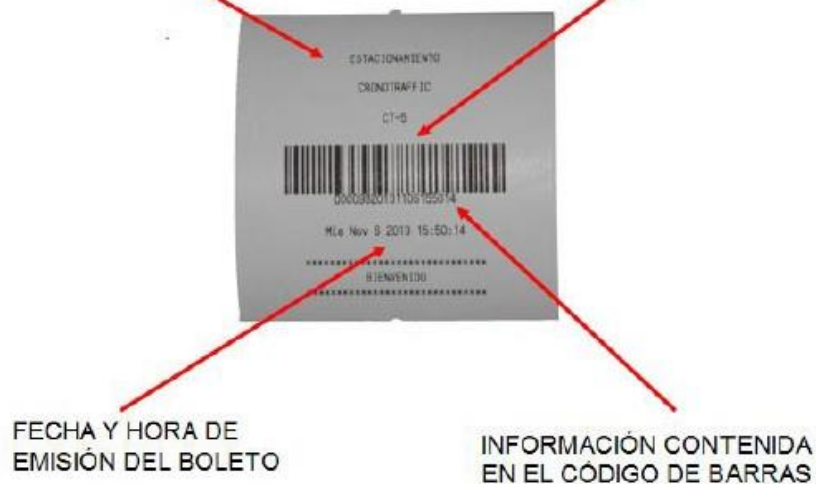 ESTACIONAMIENTO
CRONOTRAFFIC
CT-5
Mie Nov 6 2013 15:50:14
******************************
BIENVENIDO
******************************
FECHA Y HORA DE
EMISIÓN DEL BOLETO
INFORMACIÓN CONTENIDA
EN EL CÓDIGO DE BARRAS